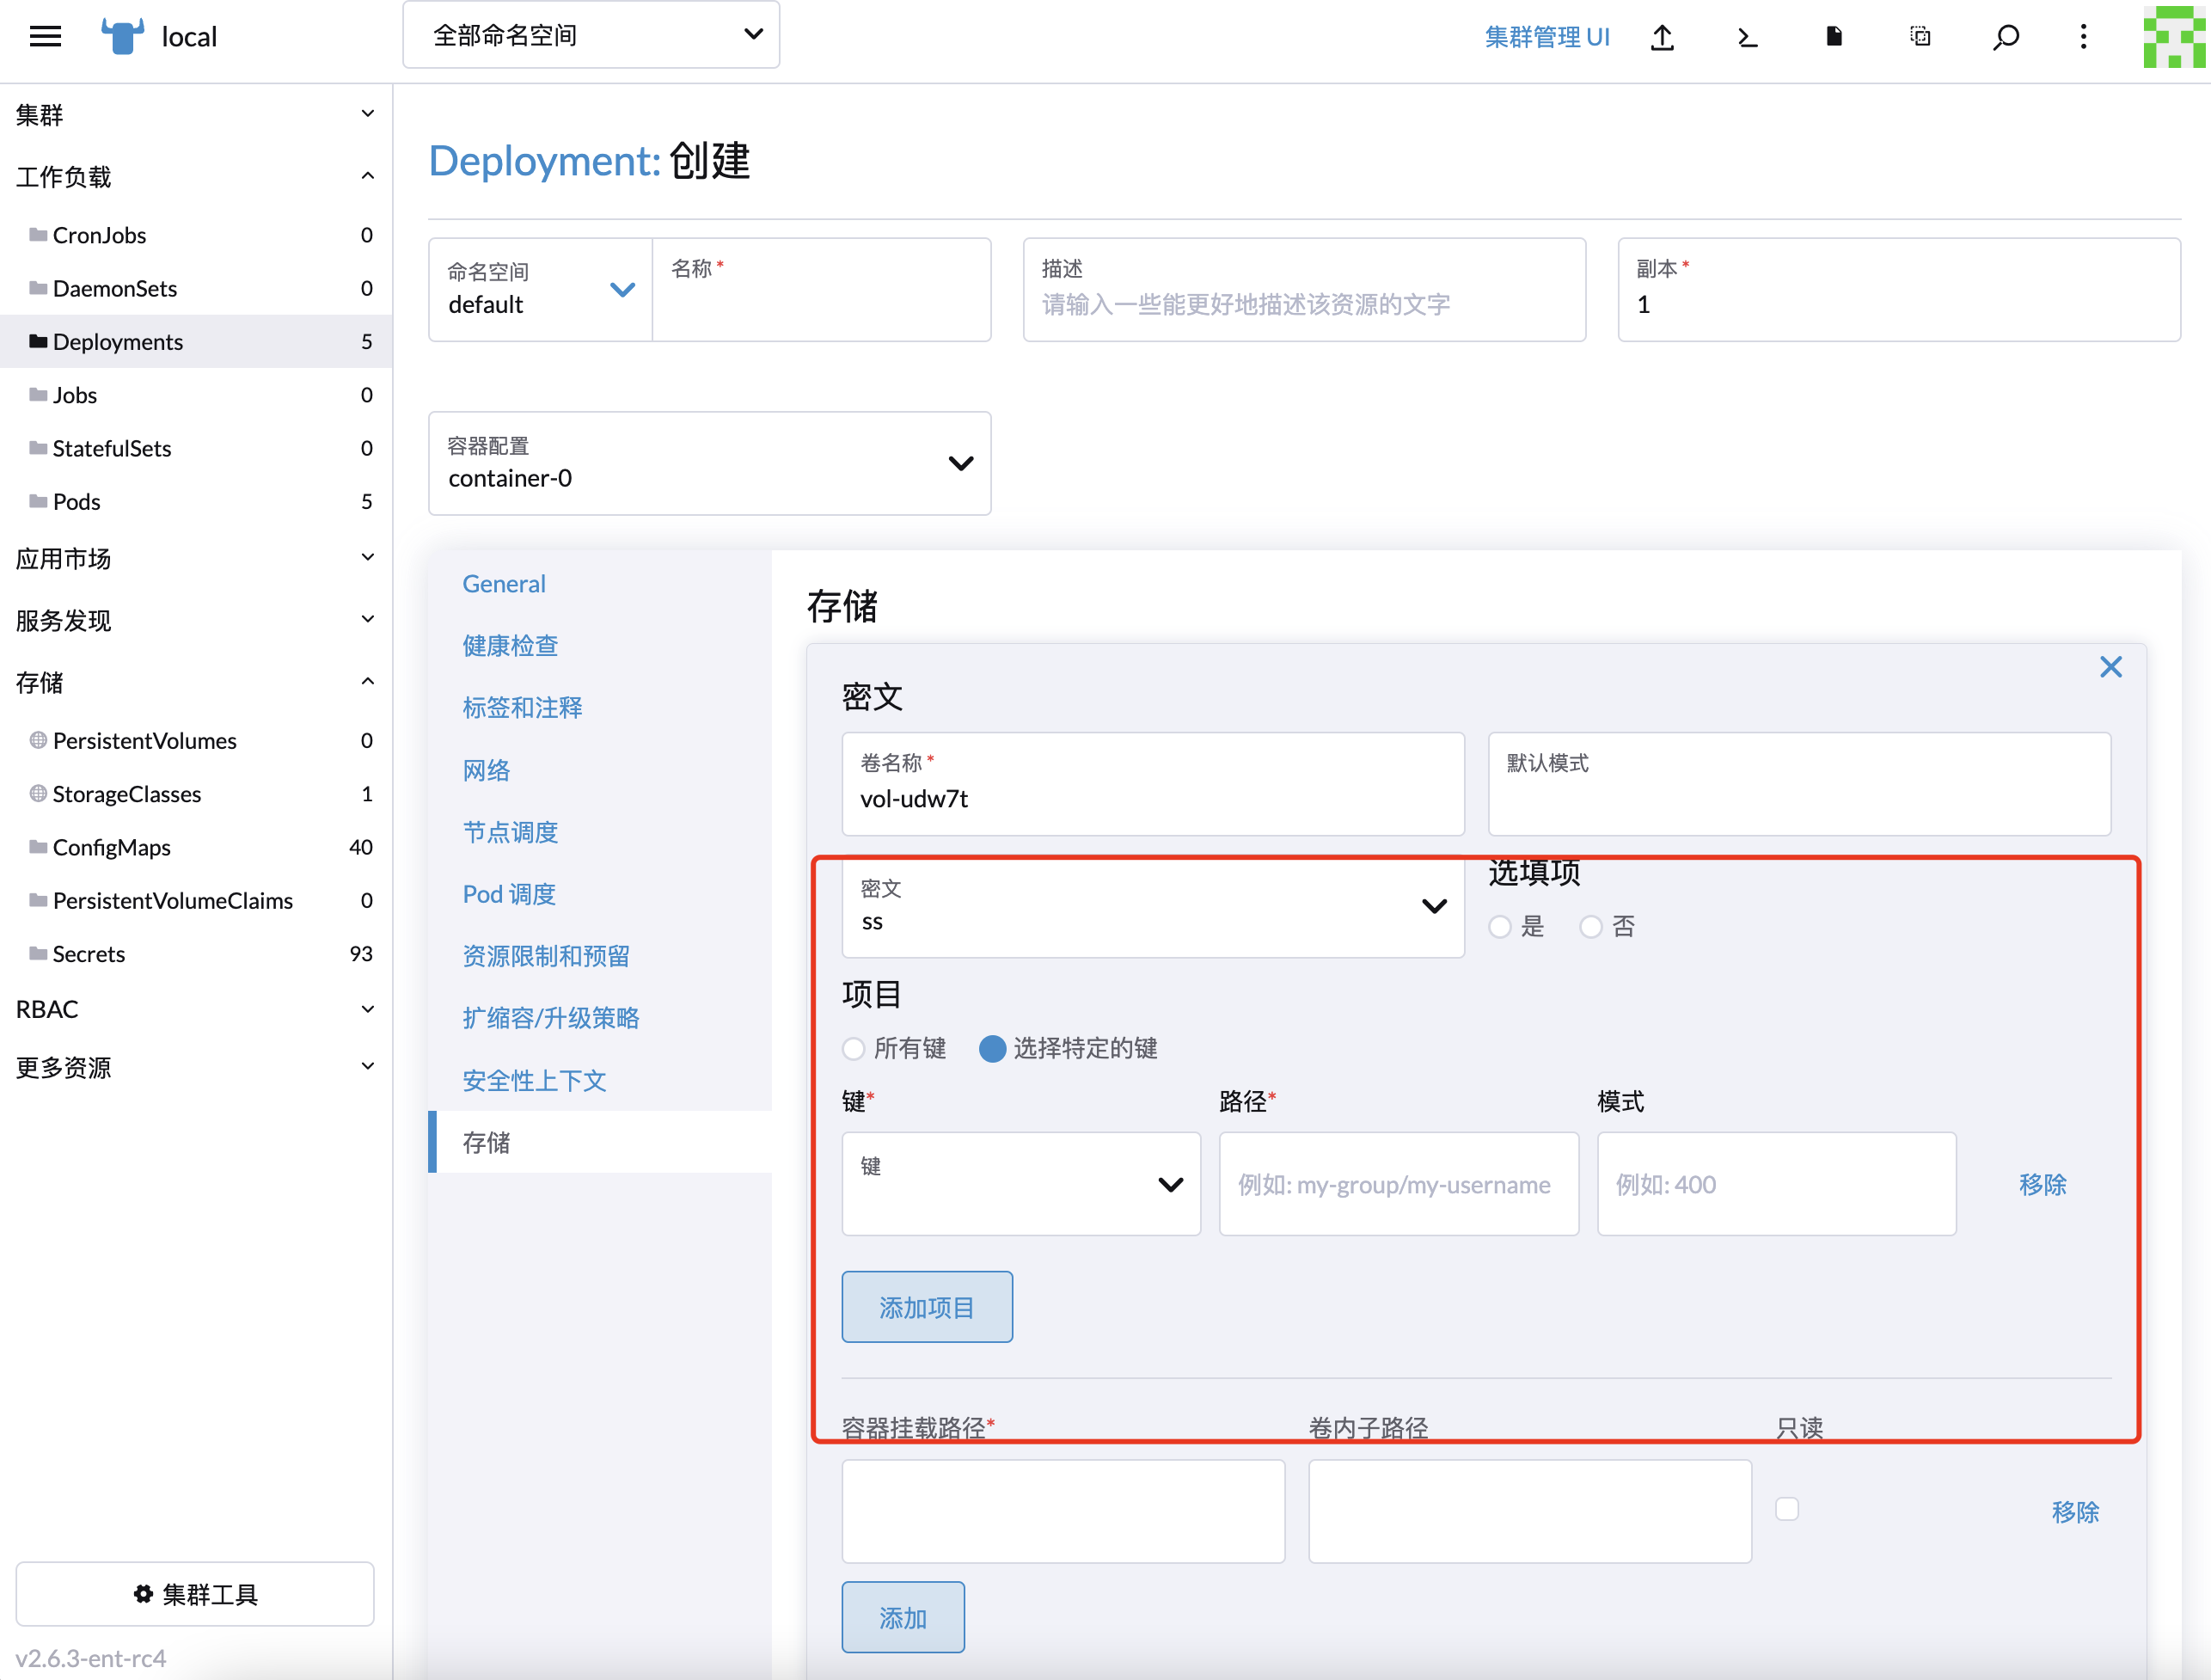 local
全部命名空间
集群管理 UI
集群
工作负载
CronJobs 0
DaemonSets 0
Deployments 5
Jobs 0
StatefulSets 0
Pods 5
应用市场
服务发现
存储
PersistentVolumes 0
StorageClasses 1
ConfigMaps 40
PersistentVolumeClaims 0
Secrets 93
RBAC
更多资源
集群工具
v2.6.3-ent-rc4
Deployment: 创建
命名空间
default
名称 *
描述
请输入一些能更好地描述该资源的文字
副本 *
1
容器配置
container-0
General
健康检查
标签和注释
网络
节点调度
Pod 调度
资源限制和预留
扩缩容/升级策略
安全性上下文
存储
存储
密文
卷名称 *
vol-udw7t
默认模式
密文
ss
选填项
是 否
项目
所有键 选择特定的键
键* 路径* 模式
键
例如: my-group/my-username
例如: 400
移除
添加项目
容器挂载路径* 卷内子路径 只读
移除
添加